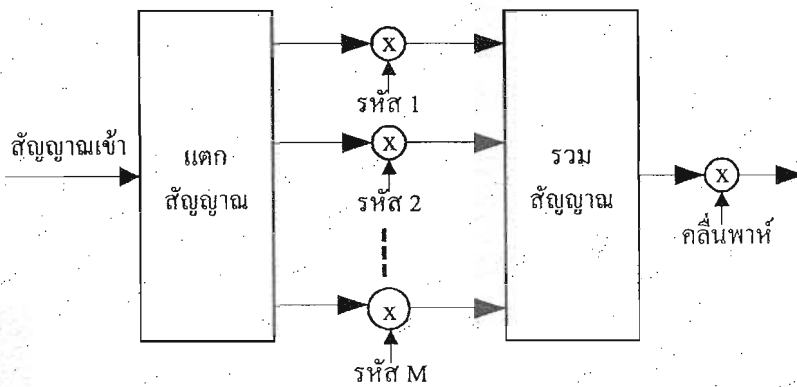 x
รหัส 1
สัญญาณเข้า
แตก
สัญญาณ
x
รหัส 2
รวม
สัญญาณ
x
คลื่นพาห์
x
รหัส M